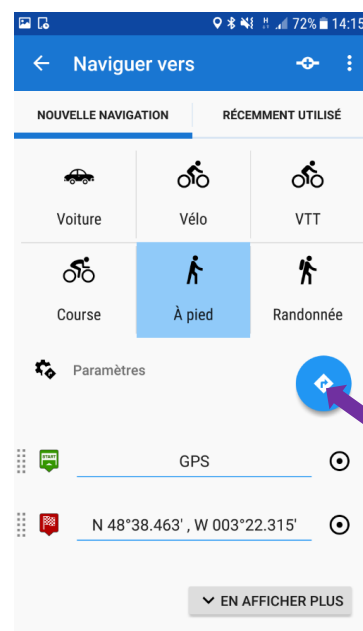 72% 14:15
Naviguer vers
NOUVELLE NAVIGATION RÉCEMMENT UTILISÉ
Voiture Vélo VTT
Course À pied Randonnée
Paramètres
START GPS
N 48°38.463' , W 003°22.315'
EN AFFICHER PLUS